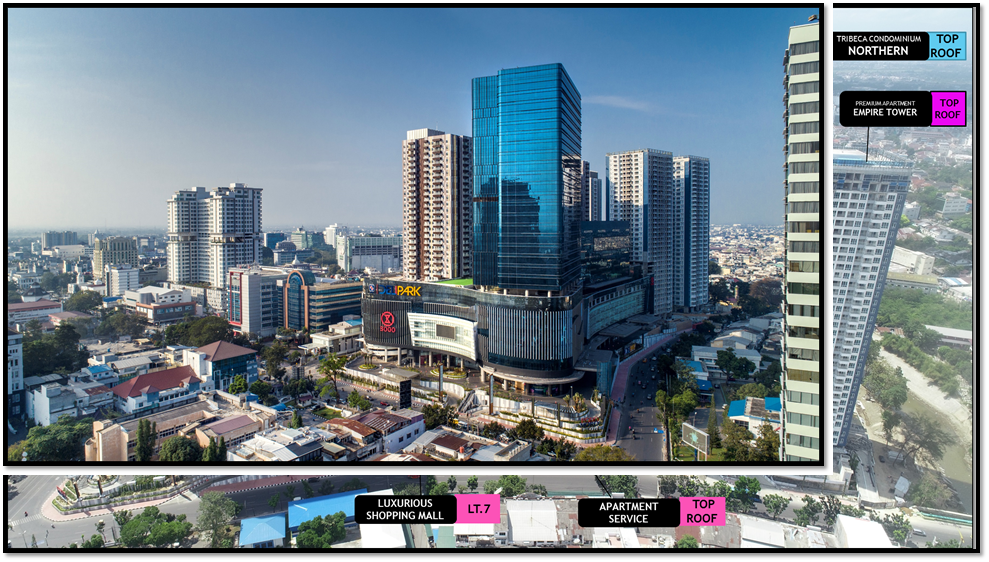 TRIBECA CONDOMINIUM
NORTHERN
TOP
ROOF
PREMIUM APARTMENT
EMPIRE TOWER
TOP
ROOF
PARK
SOGO
LUXURIOUS
SHOPPING MALL
LT.7
APARTMENT
SERVICE
TOP
ROOF